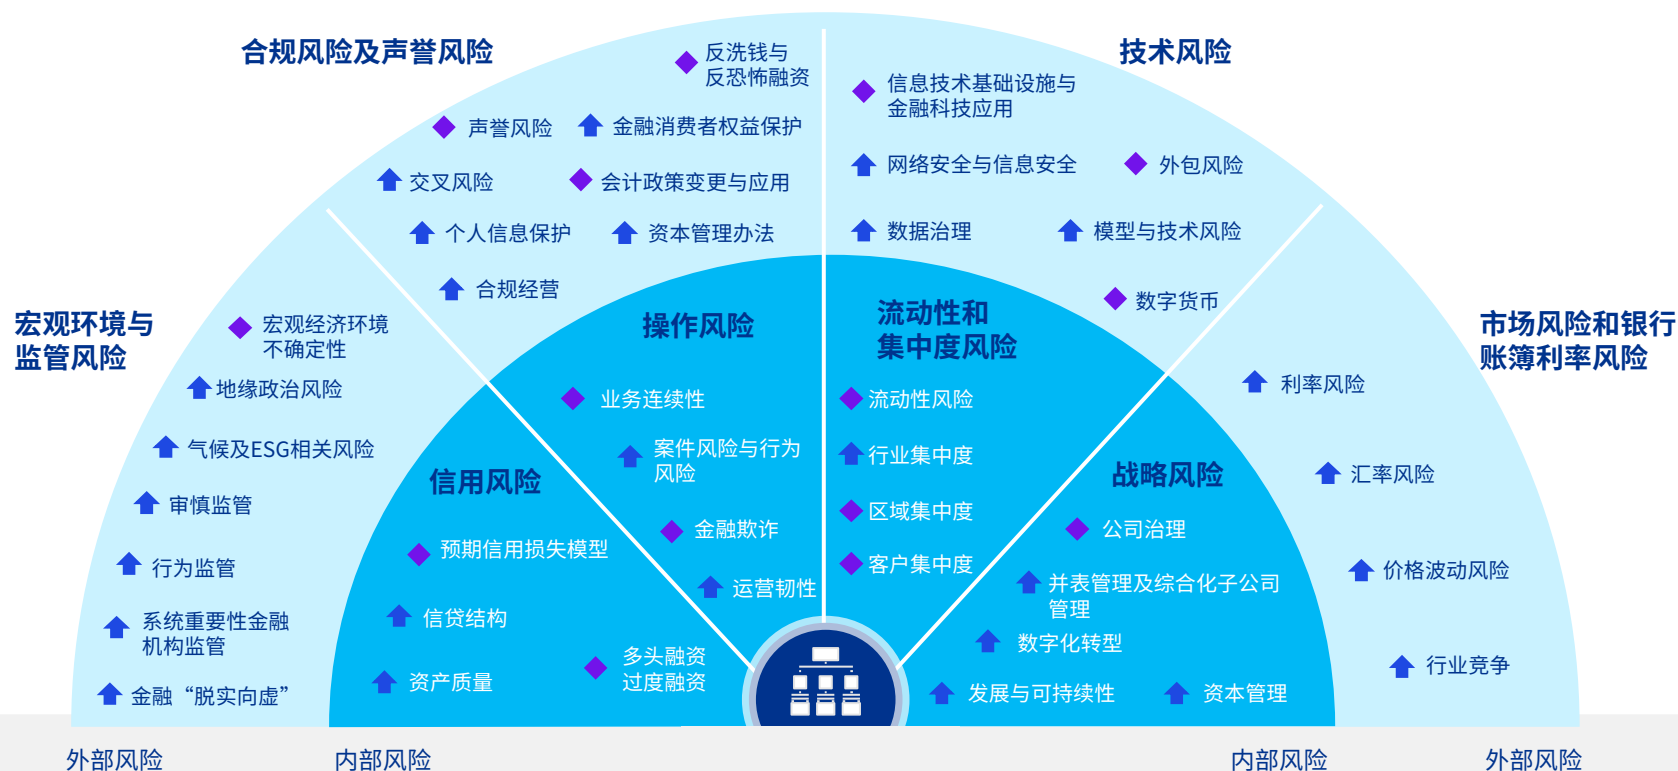 合规风险及声誉风险
反洗钱与
反恐怖融资
声誉风险
金融消费者权益保护
交叉风险
会计政策变更与应用
个人信息保护
资本管理办法
合规经营
技术风险
信息技术基础设施与
金融科技应用
网络安全与信息安全
外包风险
数据治理
模型与技术风险
数字货币
宏观环境与
监管风险
宏观经济环境
不确定性
地缘政治风险
气候及ESG相关风险
审慎监管
行为监管
系统重要性金融
机构监管
金融“脱实向虚”
信用风险
预期信用损失模型
信贷结构
资产质量
多头融资
过度融资
操作风险
业务连续性
案件风险与行为
风险
金融欺诈
运营韧性
流动性和
集中度风险
流动性风险
行业集中度
区域集中度
客户集中度
战略风险
公司治理
并表管理及综合化子公司
管理
数字化转型
发展与可持续性
资本管理
市场风险和银行
账簿利率风险
利率风险
汇率风险
价格波动风险
行业竞争
外部风险
内部风险
内部风险
外部风险